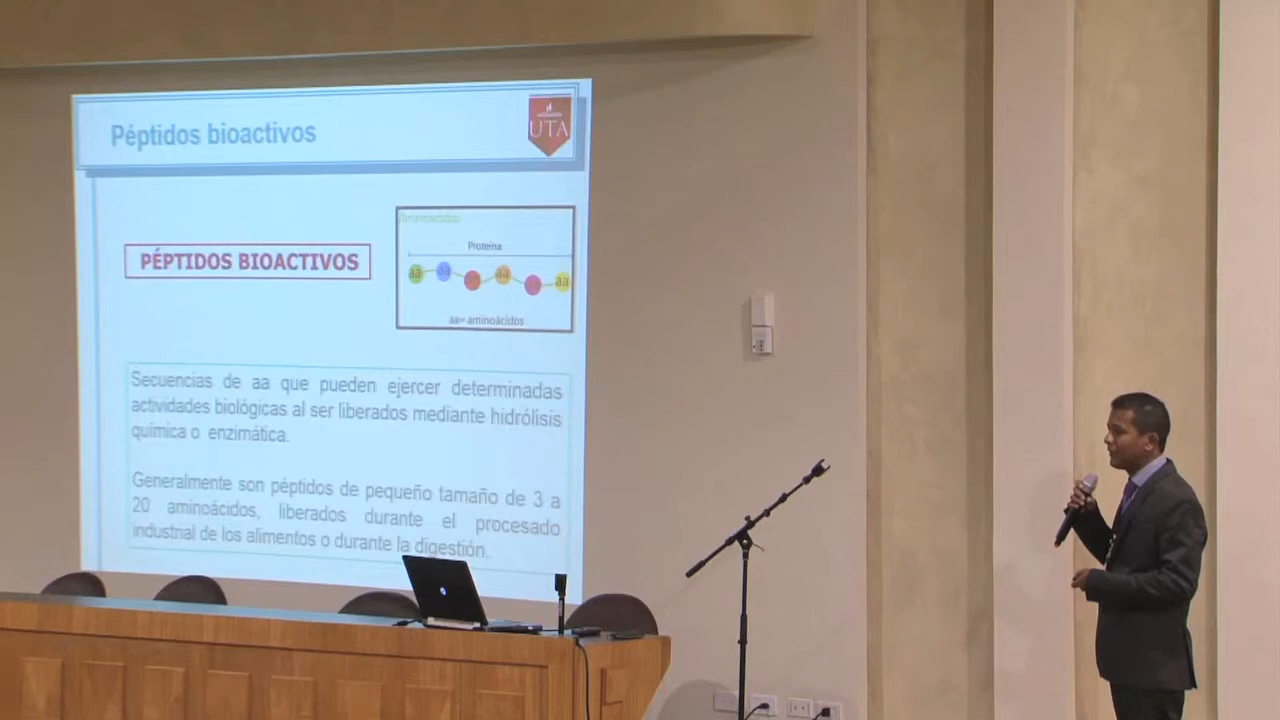 Péptidos bioactivos
UTA
PÉPTIDOS BIOACTIVOS
Aminoácidos
Proteína
aa aa aa aa
aa= aminoácidos
Secuencias de aa que pueden ejercer determinadas
actividades biológicas al ser liberados mediante hidrólisis
química o enzimática.
Generalmente son péptidos de pequeño tamaño de 3 a
20 aminoácidos, liberados durante el procesado
industrial de los alimentos o durante la digestión.